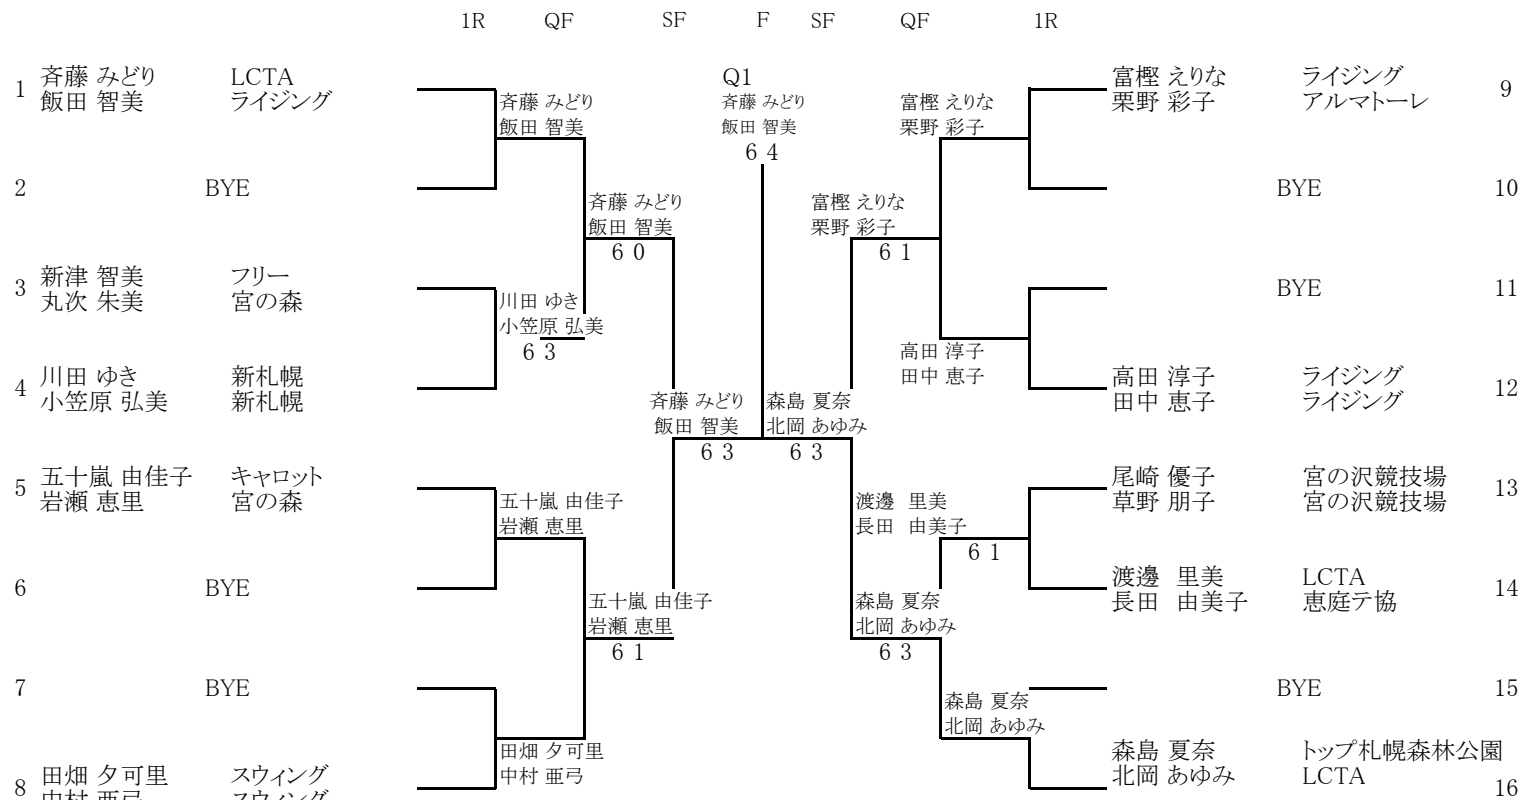 1R QF SF F SF QF 1R
1 斉藤 みどり LCTA
飯田 智美 ライジング
斉藤 みどり
飯田 智美
Q1
斉藤 みどり
飯田 智美
6 4
富樫 えりな
栗野 彩子
富樫 えりな ライジング 9
栗野 彩子 アルマトーレ
2 BYE
斉藤 みどり
飯田 智美
6 0
富樫 えりな
栗野 彩子
6 1
BYE 10
3 新津 智美 フリー
丸次 朱美 宮の森
川田 ゆき
小笠原 弘美
6 3
BYE 11
4 川田 ゆき 新札幌
小笠原 弘美 新札幌
高田 淳子
田中 恵子
高田 淳子 ライジング 12
田中 恵子 ライジング
斉藤 みどり
飯田 智美
6 3
森島 夏奈
北岡 あゆみ
6 3
5 五十嵐 由佳子 キャロット
岩瀬 恵里 宮の森
五十嵐 由佳子
岩瀬 恵里
渡邊 里美
長田 由美子
6 1
尾崎 優子 宮の沢競技場 13
草野 朋子 宮の沢競技場
6 BYE
五十嵐 由佳子
岩瀬 恵里
6 1
森島 夏奈
北岡 あゆみ
6 3
渡邊 里美 LCTA 14
長田 由美子 恵庭テ協
7 BYE
森島 夏奈
北岡 あゆみ
BYE 15
田畑 夕可里
中村 亜弓
8 田畑 夕可里 スウィング
中村 亜弓 スウィング
森島 夏奈 トップ札幌森林公園
北岡 あゆみ LCTA 16